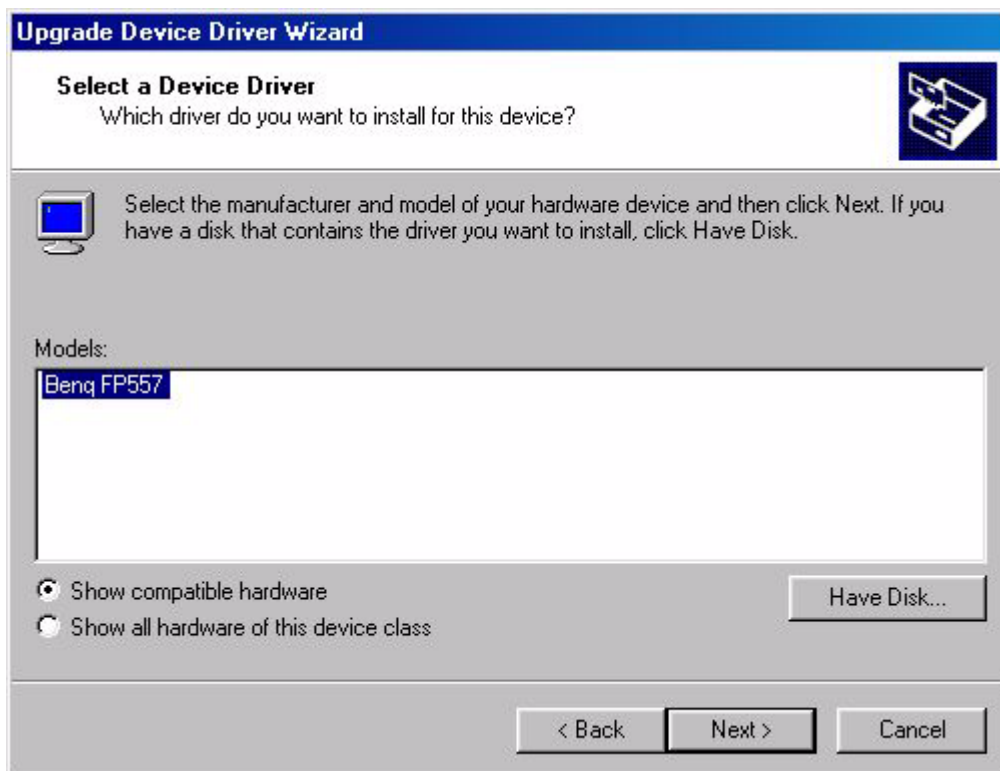 Upgrade Device Driver Wizard
Select a Device Driver
Which driver do you want to install for this device?
Select the manufacturer and model of your hardware device and then click Next. If you
have a disk that contains the driver you want to install, click Have Disk.
Models:
Benq FP557
Show compatible hardware
Have Disk...
Show all hardware of this device class
< Back
Next >
Cancel